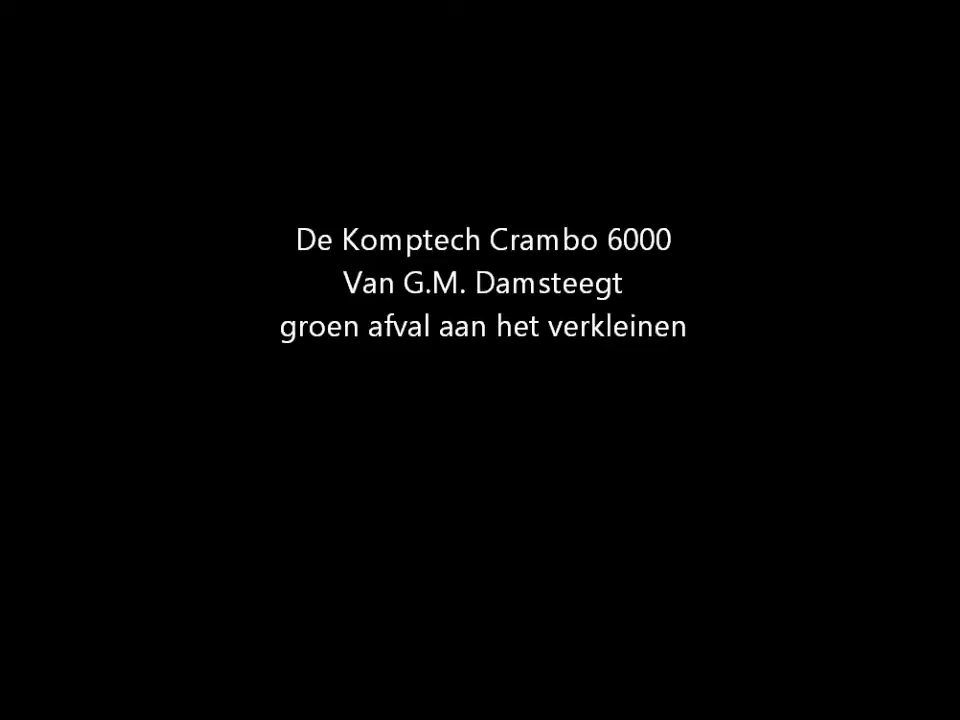 De Komptech Crambo 6000
Van G.M. Damsteegt
groen afval aan het verkleinen